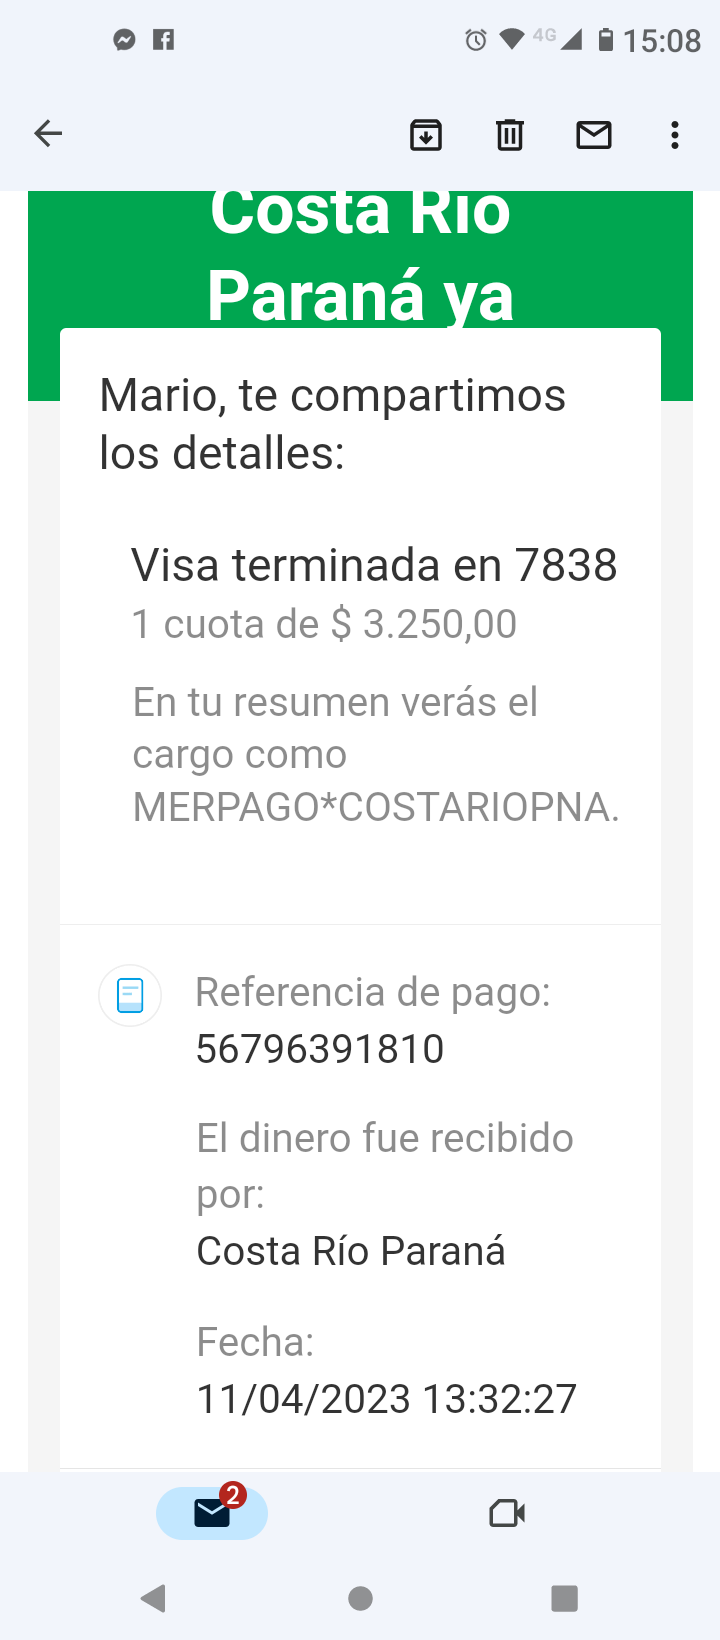 4G 15:08
Costa Río
Paraná ya
Mario, te compartimos
los detalles:
Visa terminada en 7838
1 cuota de $ 3.250,00
En tu resumen verás el
cargo como
MERPAGO*COSTARIOPNA.
Referencia de pago:
56796391810
El dinero fue recibido
por:
Costa Río Paraná
Fecha:
11/04/2023 13:32:27
2